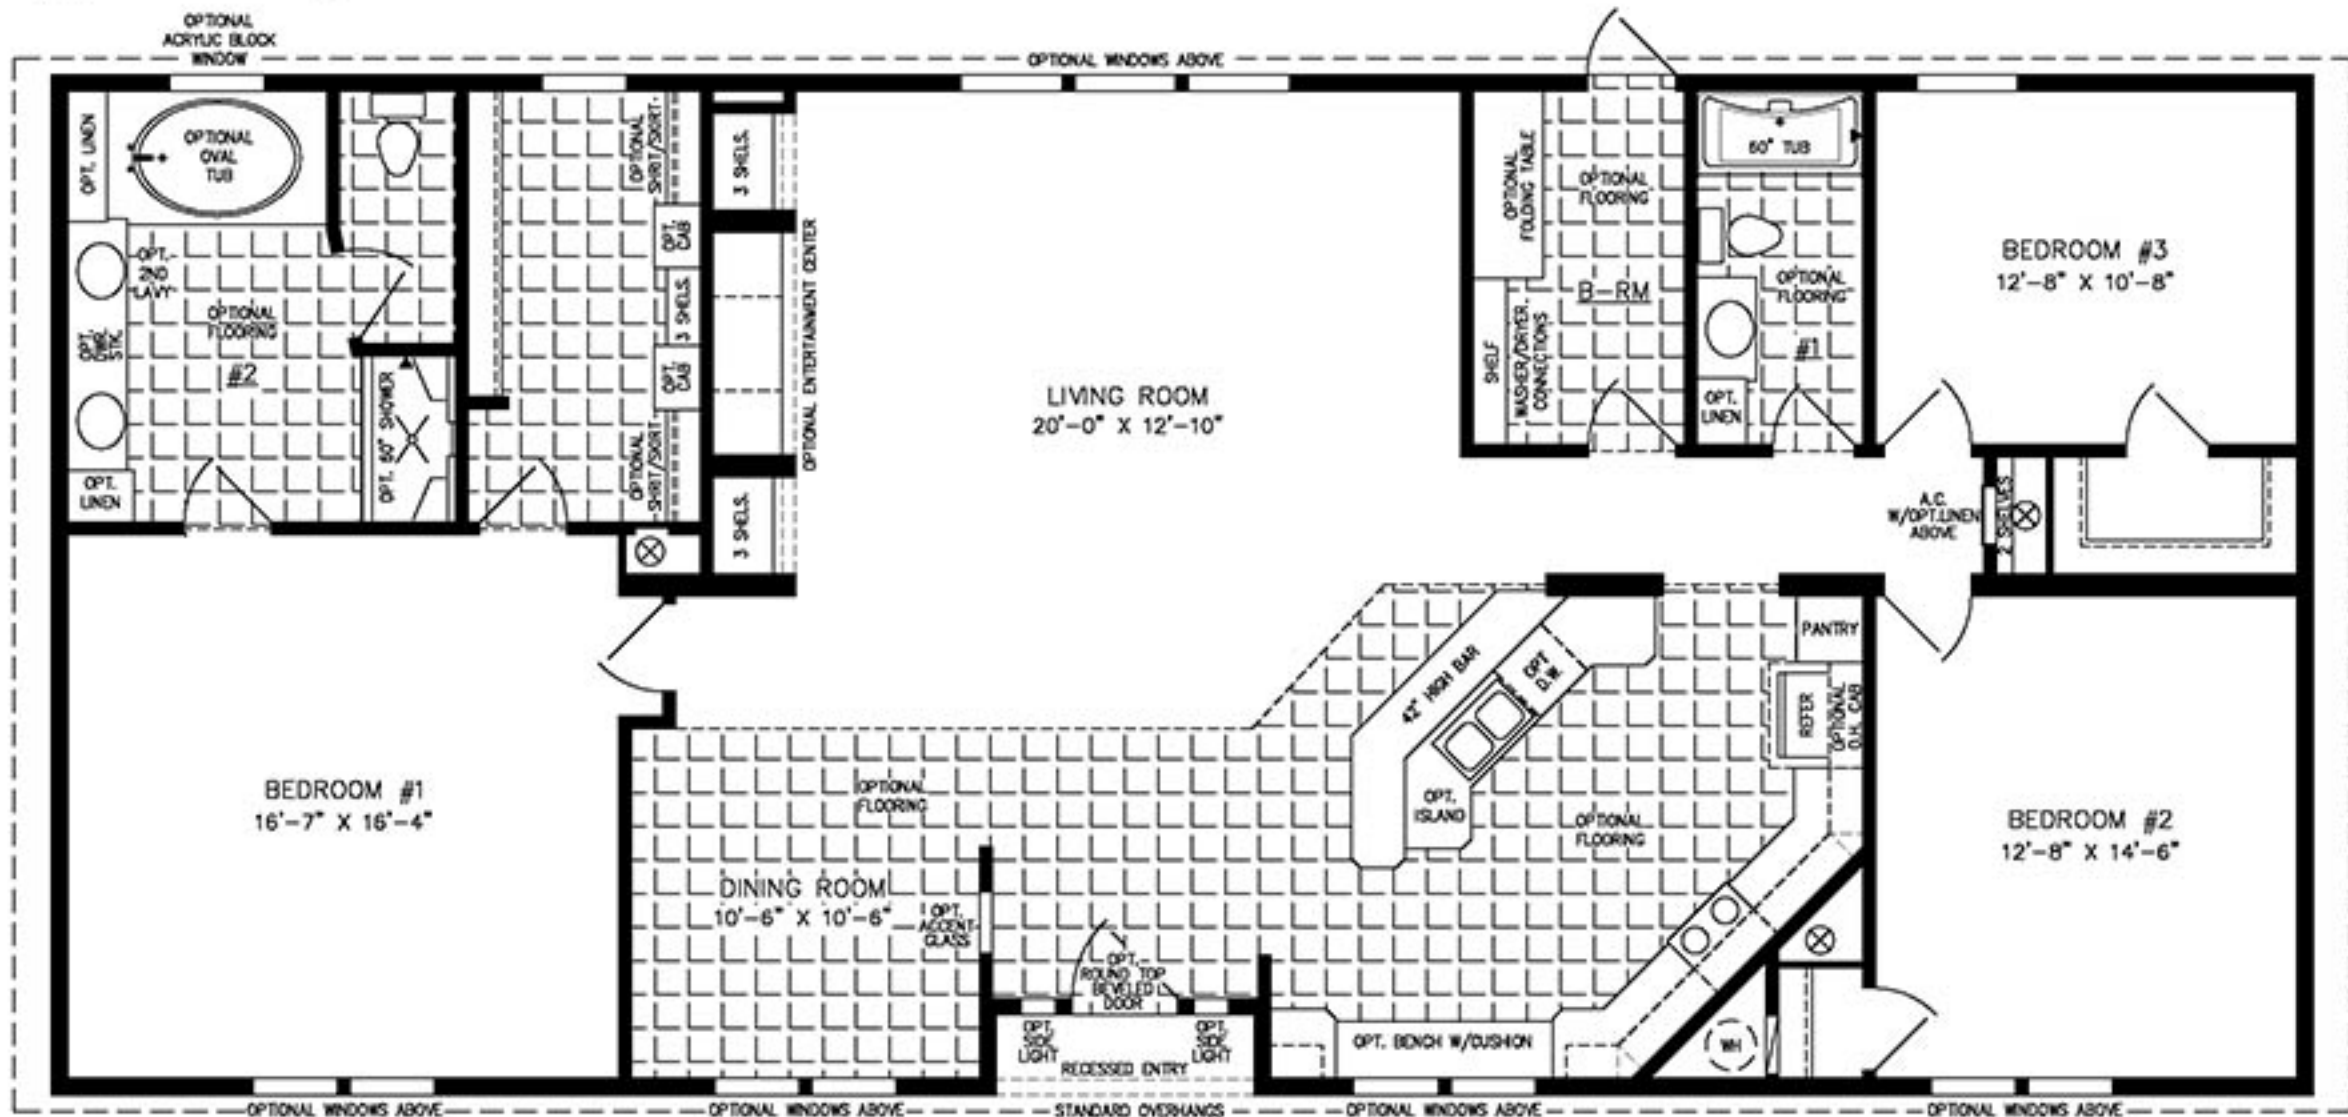 OPTIONAL
ACRYLIC BLOCK
WINDOW
OPTIONAL WINDOWS ABOVE
OPT. LINEN
OPTIONAL
OVAL
TUB
OPT.
2ND
LAVY
OPTIONAL
FLOORING
#2
OPT.
DWR.
STK.
OPT.
LINEN
OPT. 60" SHOWER
OPTIONAL
SHRIT/SKIRT
OPT.
CAB
3 SHELS.
OPT.
CAB
OPTIONAL
SHRIT/SKIRT
3 SHELS.
OPTIONAL ENTERTAINMENT CENTER
3 SHELS.
LIVING ROOM
20'-0" X 12'-10"
OPTIONAL
FOLDING TABLE
OPTIONAL
FLOORING
B-RM
SHELF
WASHER/DRYER
CONNECTIONS
60" TUB
OPTIONAL
FLOORING
#1
OPT.
LINEN
BEDROOM #3
12'-8" X 10'-8"
A.C.
W/OPT.LINEN
ABOVE
2 SHELVES
BEDROOM #1
16'-7" X 16'-4"
OPTIONAL
FLOORING
DINING ROOM
10'-6" X 10'-6"
OPT.
ACCENT
GLASS
OPT.
ROUND TOP
BEVELED
DOOR
OPT.
SIDE
LIGHT
OPT.
SIDE
LIGHT
RECESSED ENTRY
42" HIGH BAR
OPT
D.W.
OPT.
ISLAND
OPTIONAL
FLOORING
PANTRY
REFER
OPTIONAL
O.H. CAB
OPT. BENCH W/CUSHION
WH
BEDROOM #2
12'-8" X 14'-6"
OPTIONAL WINDOWS ABOVE
OPTIONAL WINDOWS ABOVE
STANDARD OVERHANGS
OPTIONAL WINDOWS ABOVE
OPTIONAL WINDOWS ABOVE